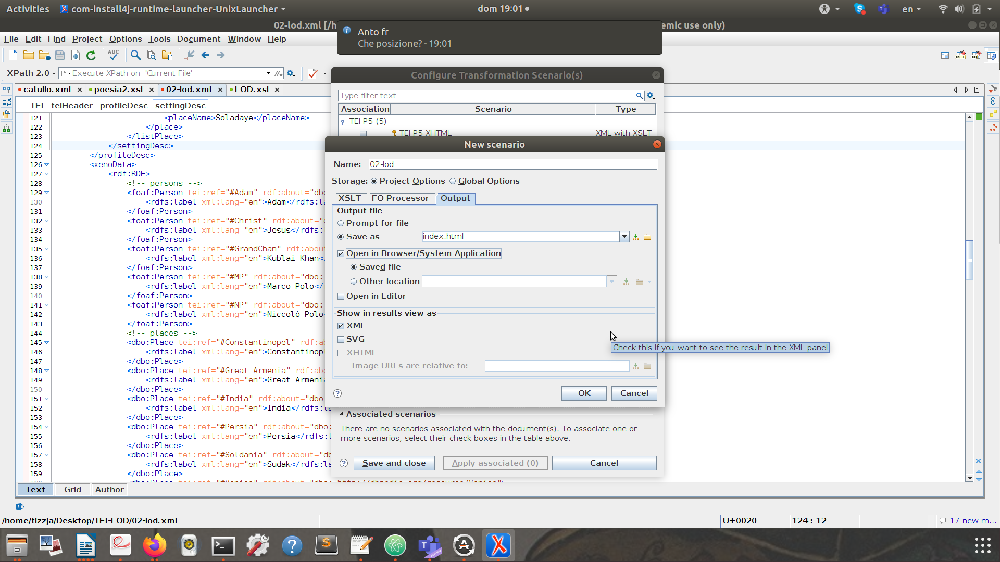 Activities com-install4j-runtime-launcher-UnixLauncher dom 19:01 en
02-lod.xml [/h emic use only)
Anto fr
Che posizione? - 19:01
File Edit Find Project Options Tools Document Window Help
XPath 2.0 Execute XPath on 'Current File'
catullo.xml poesia2.xsl 02-lod.xml LOD.xsl
TEI teiHeader profileDesc settingDesc
121 <placeName>Soladaye</placeName>
122 </place>
123 </listPlace>
124 </settingDesc>
125 </profileDesc>
126 <xenoData>
127 <rdf:RDF>
128 <!-- persons -->
129 <foaf:Person tei:ref="#Adam" rdf:about="dbo
130 <rdfs:label xml:lang="en">Adam</rdfs:la
131 </foaf:Person>
132 <foaf:Person tei:ref="#Christ" rdf:about="d
133 <rdfs:label xml:lang="en">Jesus</rdfs:l
134 </foaf:Person>
135 <foaf:Person tei:ref="#GrandChan" rdf:about
136 <rdfs:label xml:lang="en">Kublai Khan</
137 </foaf:Person>
138 <foaf:Person tei:ref="#MP" rdf:about="dbo:
139 <rdfs:label xml:lang="en">Marco Polo</
140 </foaf:Person>
141 <foaf:Person tei:ref="#NP" rdf:about="dbo:
142 <rdfs:label xml:lang="en">Niccolò Polo<
143 </foaf:Person>
144 <!-- places -->
145 <dbo:Place tei:ref="#Constantinopel" rdf:ab
146 <rdfs:label xml:lang="en">Constantinopl
147 </dbo:Place>
148 <dbo:Place tei:ref="#Great_Armenia" rdf:abo
149 <rdfs:label xml:lang="en">Great Armenia
150 </dbo:Place>
151 <dbo:Place tei:ref="#India" rdf:about="dbo:
152 <rdfs:label xml:lang="en">India</rdfs:l
153 </dbo:Place>
154 <dbo:Place tei:ref="#Persia" rdf:about="dbo:
155 <rdfs:label xml:lang="en">Persia</rdfs:l
156 </dbo:Place>
157 <dbo:Place tei:ref="#Soldania" rdf:about="db
158 <rdfs:label xml:lang="en">Sudak</rdfs:la
159 </dbo:Place>
Configure Transformation Scenario(s)
Type filter text
Association Scenario Type
TEI P5 (5)
TEI P5 XHTML XML with XSLT
New scenario
Name: 02-lod
Storage: Project Options Global Options
XSLT FO Processor Output
Output file
Prompt for file
Save as index.html
Open in Browser/System Application
Saved file
Other location
Open in Editor
Show in results view as
XML
SVG
Check this if you want to see the result in the XML panel
XHTML
Image URLs are relative to:
OK Cancel
Associated scenarios
There are no scenarios associated with the document(s). To associate one or
more scenarios, select their check boxes in the table above.
Save and close Apply associated (0) Cancel
Text Grid Author
/home/tizzja/Desktop/TEI-LOD/02-lod.xml U+0020 124: 12 17 new m...